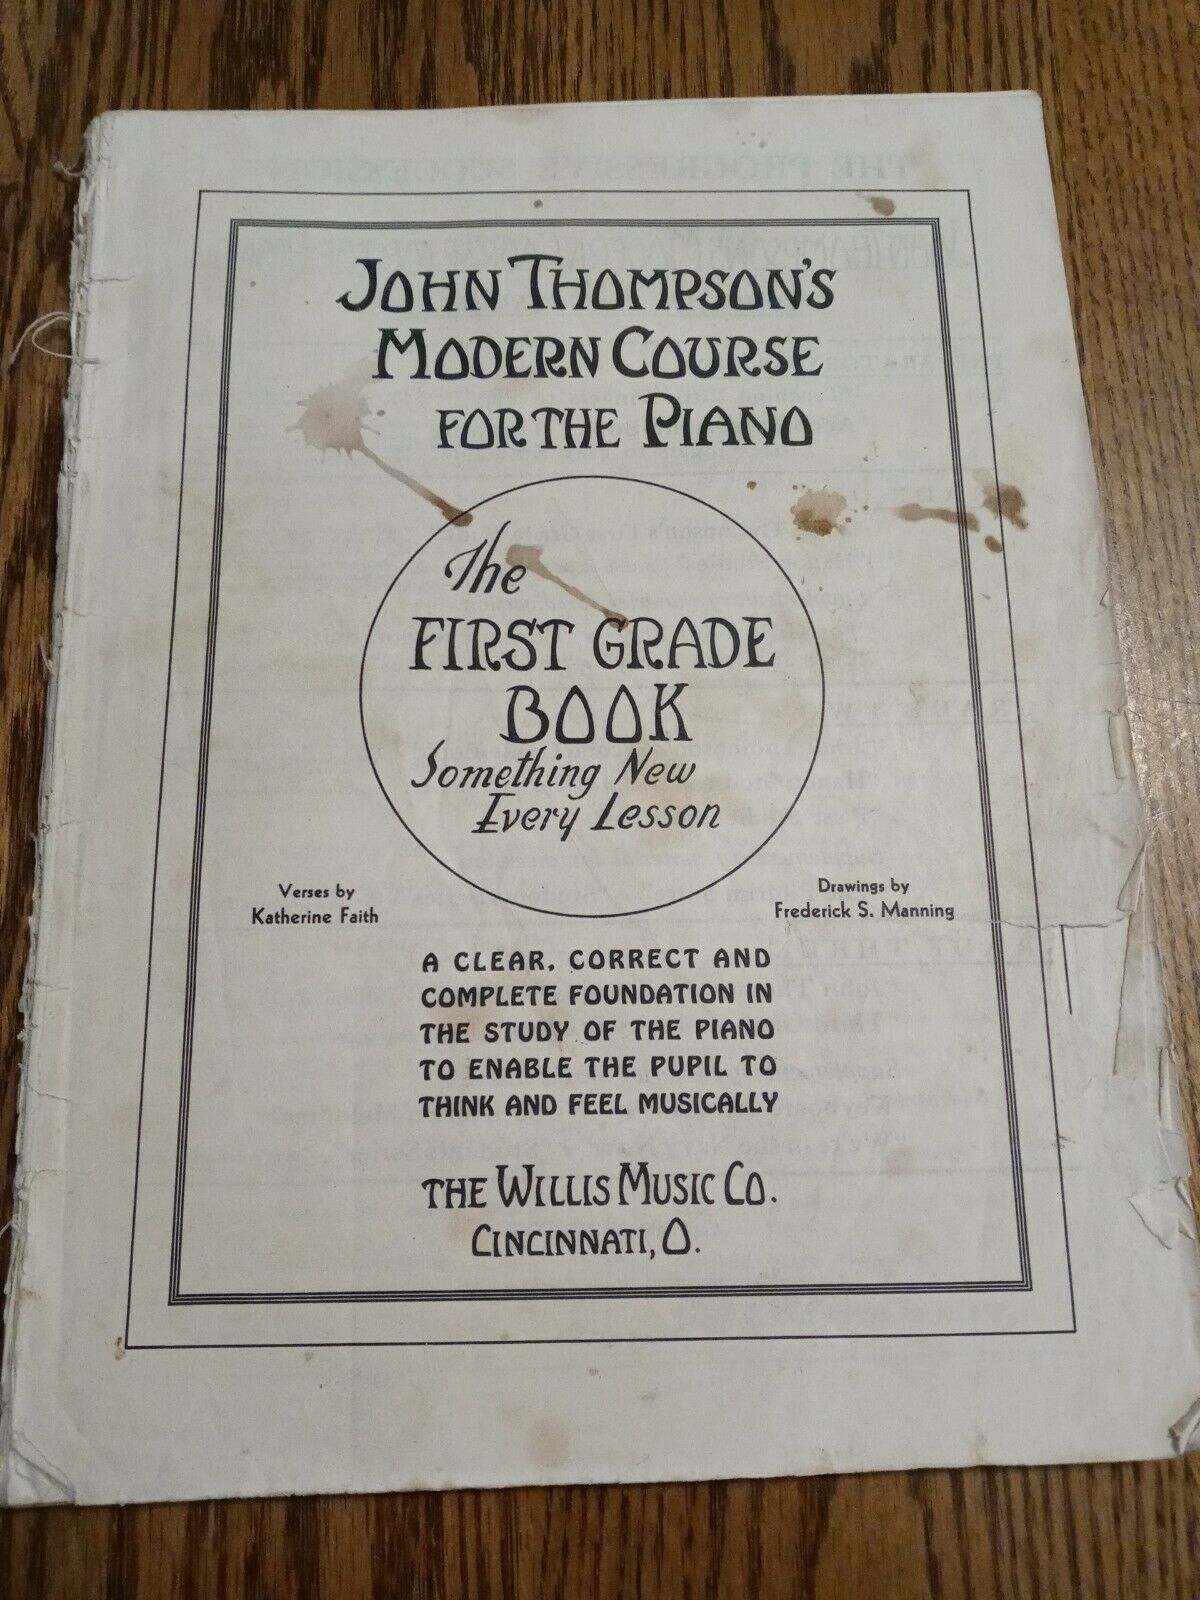 JOHN THOMPSON'S
MODERN COURSE
FOR THE PIANO
The
FIRST GRADE
BOOK
Something New
Every Lesson
Verses by
Katherine Faith
Drawings by
Frederick S. Manning
A CLEAR, CORRECT AND
COMPLETE FOUNDATION IN
THE STUDY OF THE PIANO
TO ENABLE THE PUPIL TO
THINK AND FEEL MUSICALLY
THE WILLIS MUSIC CO.
CINCINNATI, O.